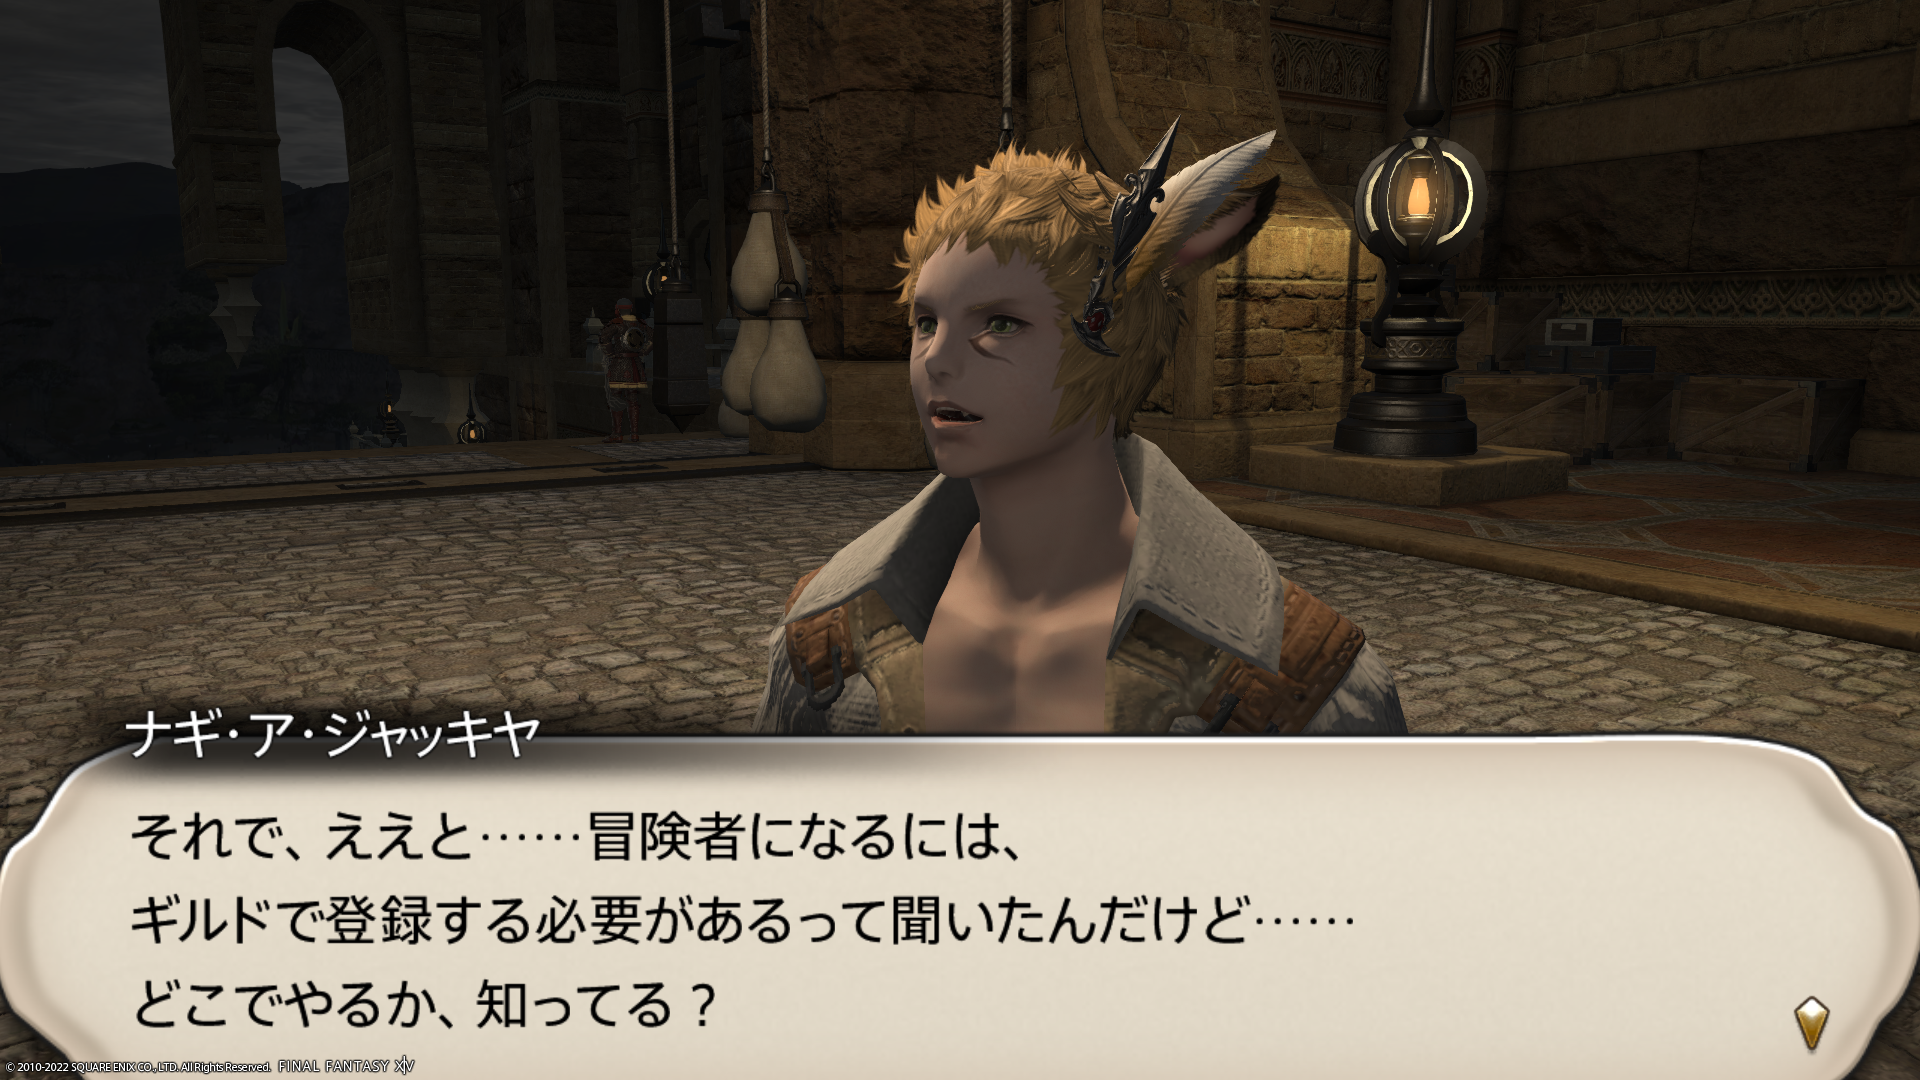 ナギ・ア・ジャッキヤ
それで、ええと……冒険者になるには、
ギルドで登録する必要があるって聞いたんだけど……
どこでやるか、知ってる？
© 2010-2022 SQUARE ENIX CO., LTD. All Rights Reserved. FINAL FANTASY XIV